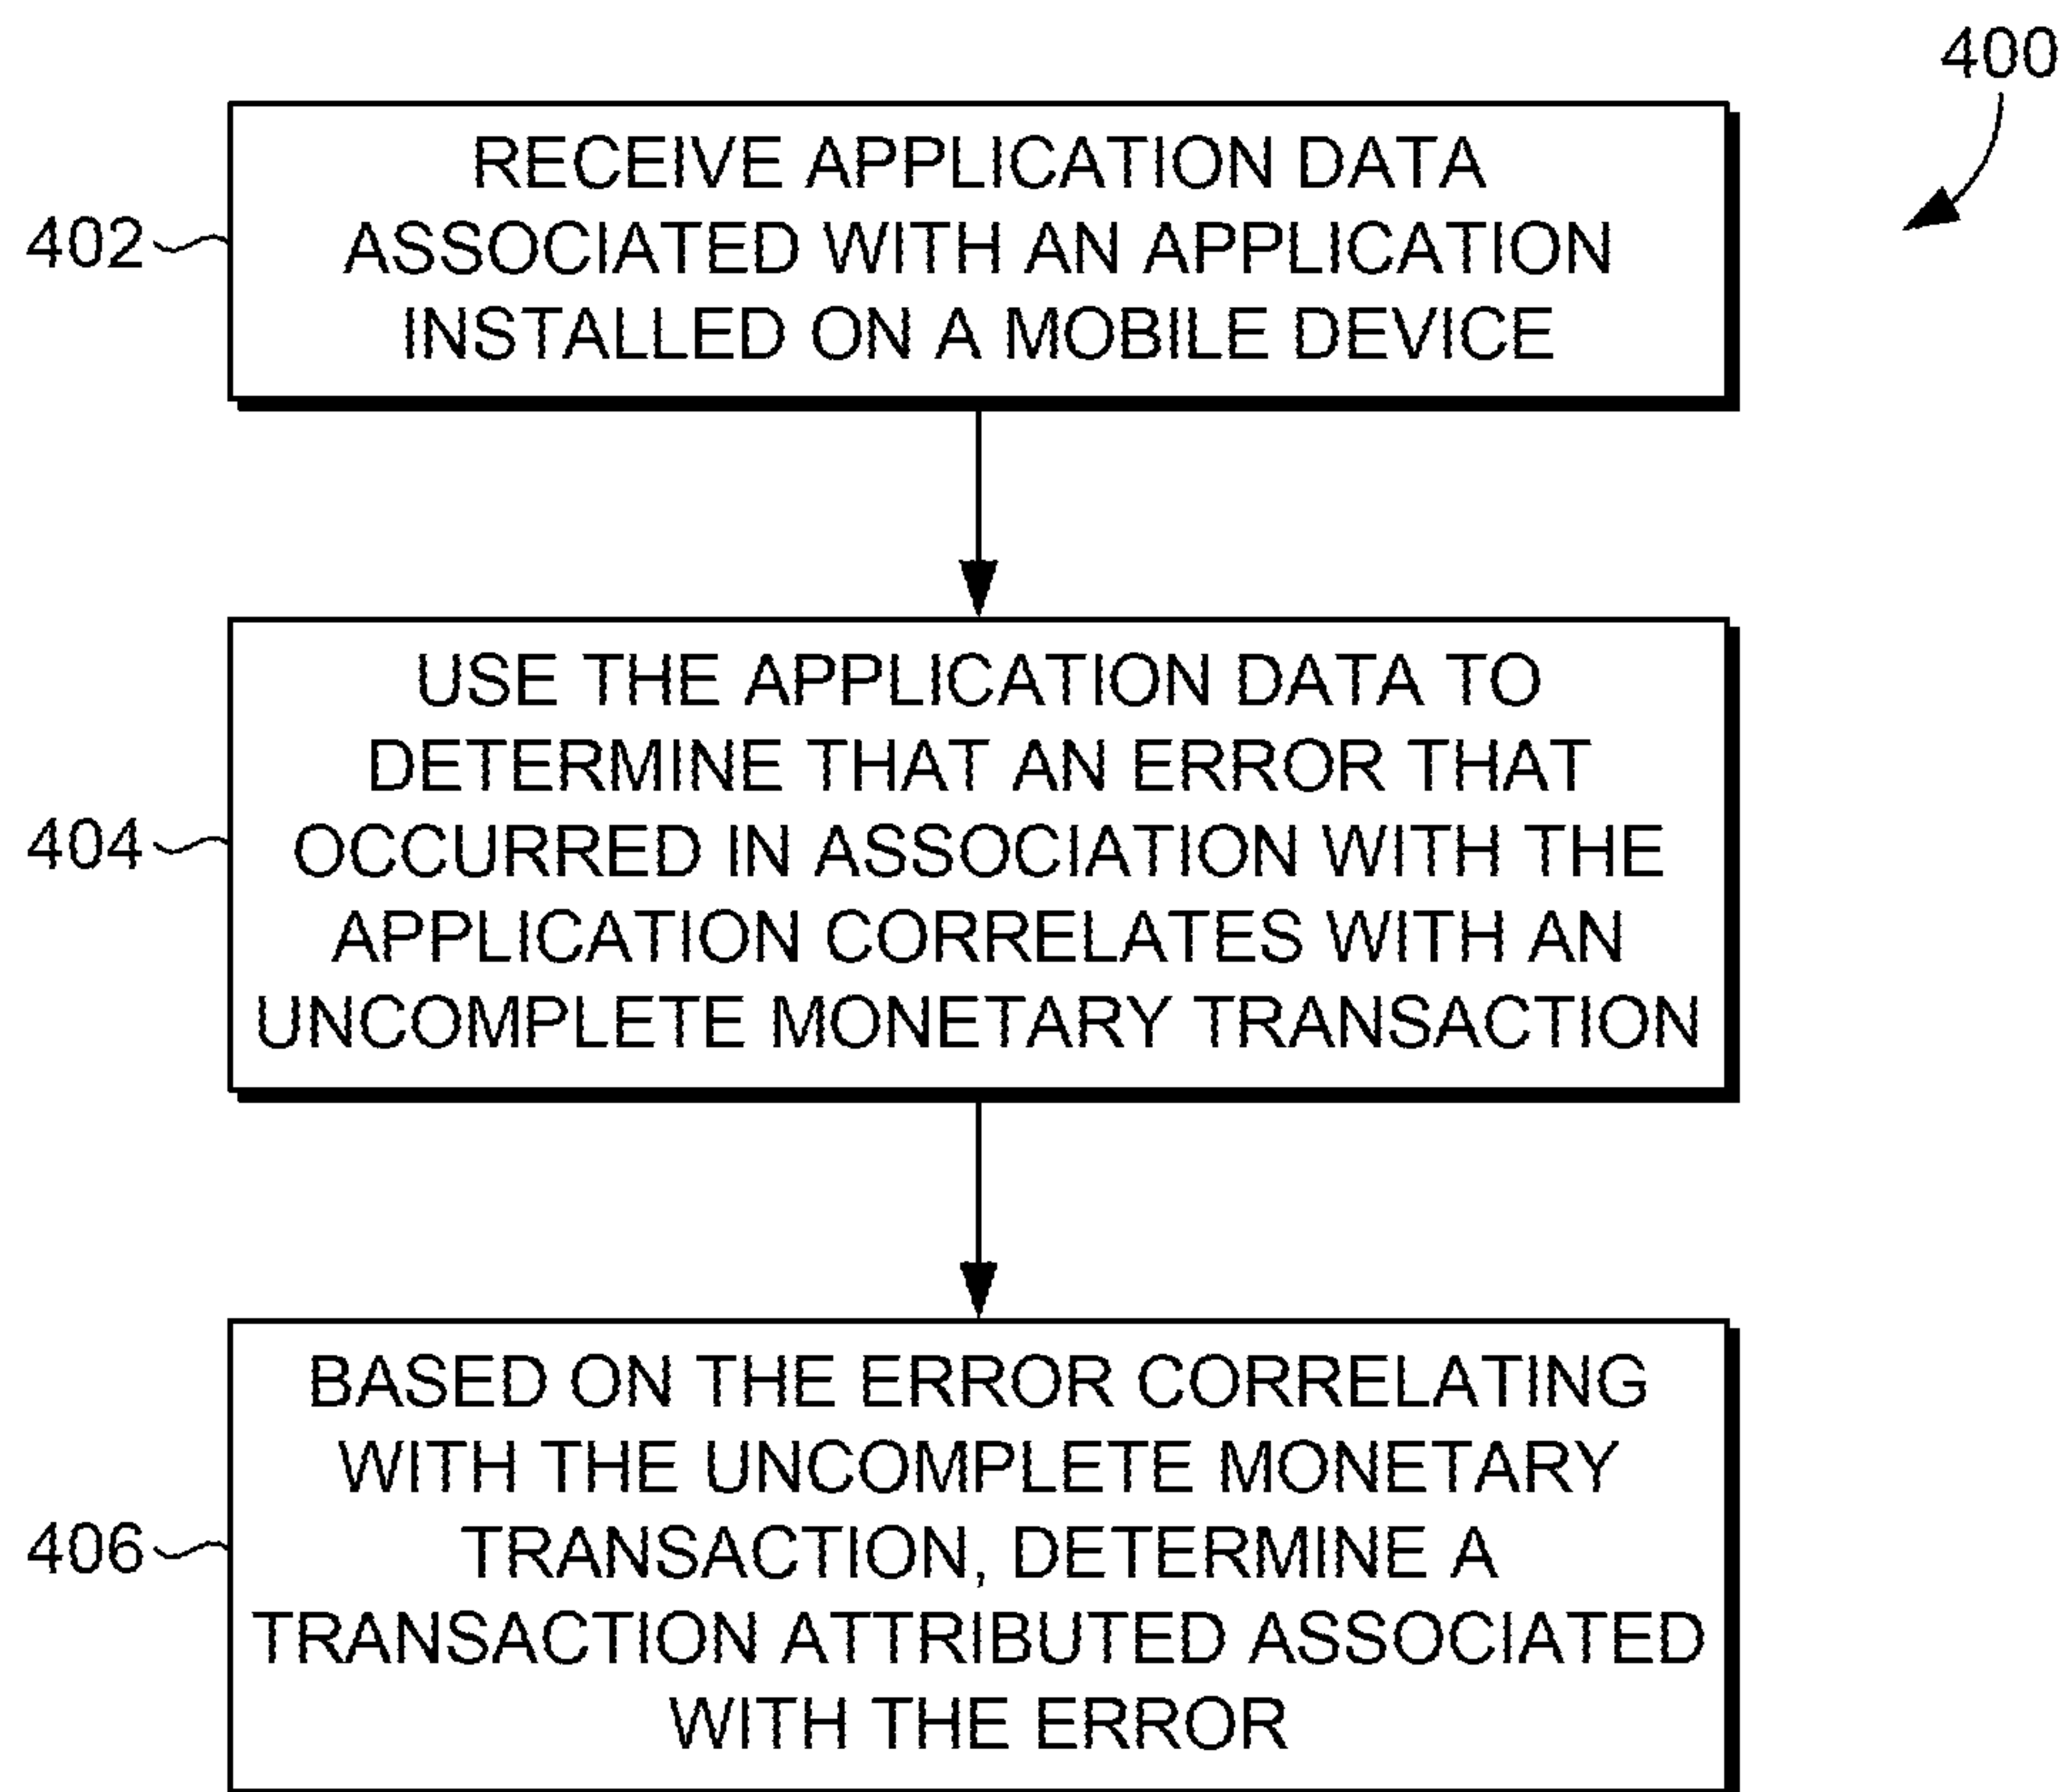 400
RECEIVE APPLICATION DATA
ASSOCIATED WITH AN APPLICATION
INSTALLED ON A MOBILE DEVICE
402
USE THE APPLICATION DATA TO
DETERMINE THAT AN ERROR THAT
OCCURRED IN ASSOCIATION WITH THE
APPLICATION CORRELATES WITH AN
UNCOMPLETE MONETARY TRANSACTION
404
BASED ON THE ERROR CORRELATING
WITH THE UNCOMPLETE MONETARY
TRANSACTION, DETERMINE A
TRANSACTION ATTRIBUTED ASSOCIATED
WITH THE ERROR
406